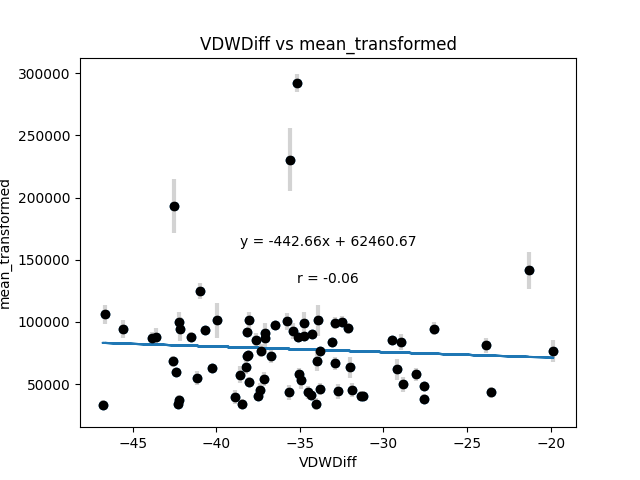 VDWDiff vs mean_transformed
300000
250000
200000
150000
100000
50000
mean_transformed
y = -442.66x + 62460.67
r = -0.06
−45 −40 −35 −30 −25 −20
VDWDiff